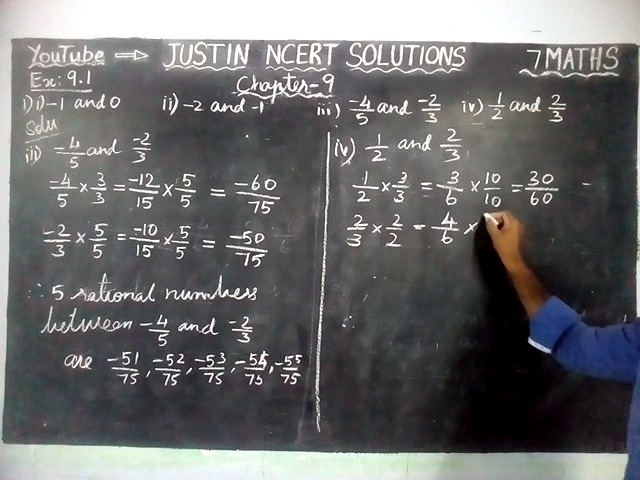 YouTube ⟹ JUSTIN NCERT SOLUTIONS 7 MATHS
Ex: 9.1 Chapter-9
1) i) -1 and 0 ii) -2 and -1 iii) -4/5 and -2/3 iv) 1/2 and 2/3
Soln
iii) -4/5 and -2/3
-4/5 × 3/3 = -12/15 × 5/5 = -60/75
-2/3 × 5/5 = -10/15 × 5/5 = -50/75
∴ 5 rational numbers
between -4/5 and -2/3
are -51/75, -52/75, -53/75, -54/75, -55/75
iv) 1/2 and 2/3
1/2 × 3/3 = 3/6 × 10/10 = 30/60
2/3 × 2/2 = 4/6 ×